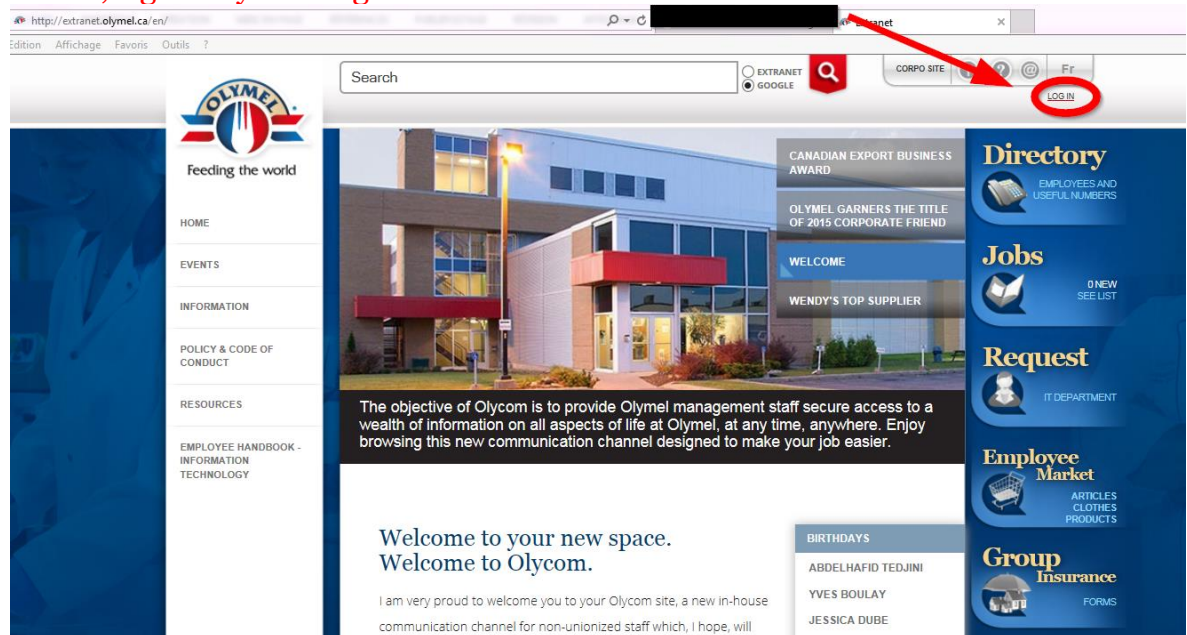 http://extranet.olymel.ca/en/
Extranet
Edition Affichage Favoris Outils ?
OLYMEL
Feeding the world
Search
EXTRANET
GOOGLE
CORPO SITE
? @ Fr
LOG IN
HOME
EVENTS
INFORMATION
POLICY & CODE OF
CONDUCT
RESOURCES
EMPLOYEE HANDBOOK -
INFORMATION
TECHNOLOGY
CANADIAN EXPORT BUSINESS
AWARD
OLYMEL GARNERS THE TITLE
OF 2015 CORPORATE FRIEND
WELCOME
WENDY'S TOP SUPPLIER
The objective of Olycom is to provide Olymel management staff secure access to a
wealth of information on all aspects of life at Olymel, at any time, anywhere. Enjoy
browsing this new communication channel designed to make your job easier.
Welcome to your new space.
Welcome to Olycom.
I am very proud to welcome you to your Olycom site, a new in-house
communication channel for non-unionized staff which, I hope, will
BIRTHDAYS
ABDELHAFID TEDJINI
YVES BOULAY
JESSICA DUBE
Directory
EMPLOYEES AND
USEFUL NUMBERS
Jobs
0 NEW
SEE LIST
Request
IT DEPARTMENT
Employee
Market
ARTICLES
CLOTHES
PRODUCTS
Group
Insurance
FORMS